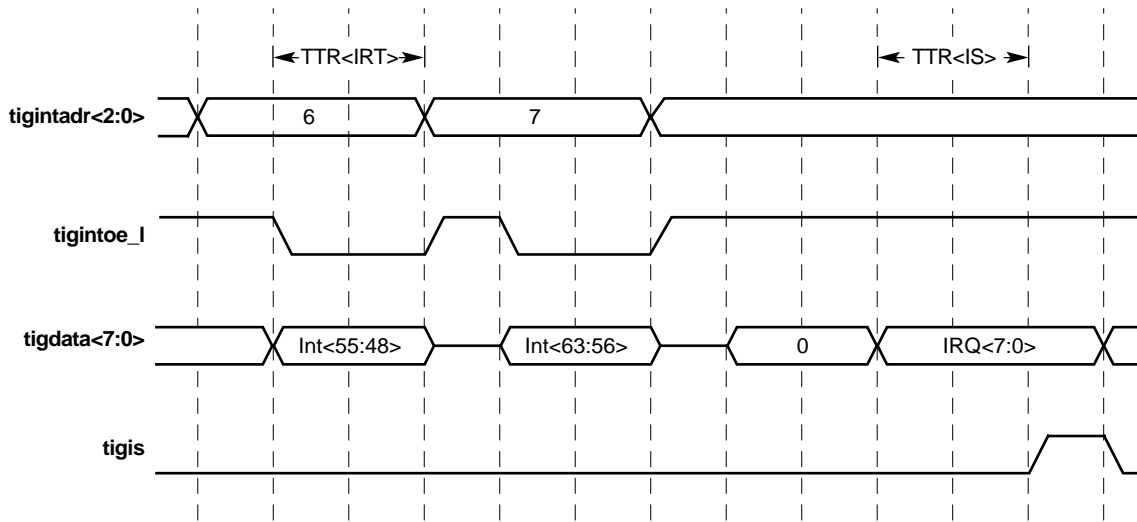 TTR<IRT> TTR<IS>
tigintadr<2:0> 6 7
tigintoe_l
tigdata<7:0> Int<55:48> Int<63:56> 0 IRQ<7:0>
tigis